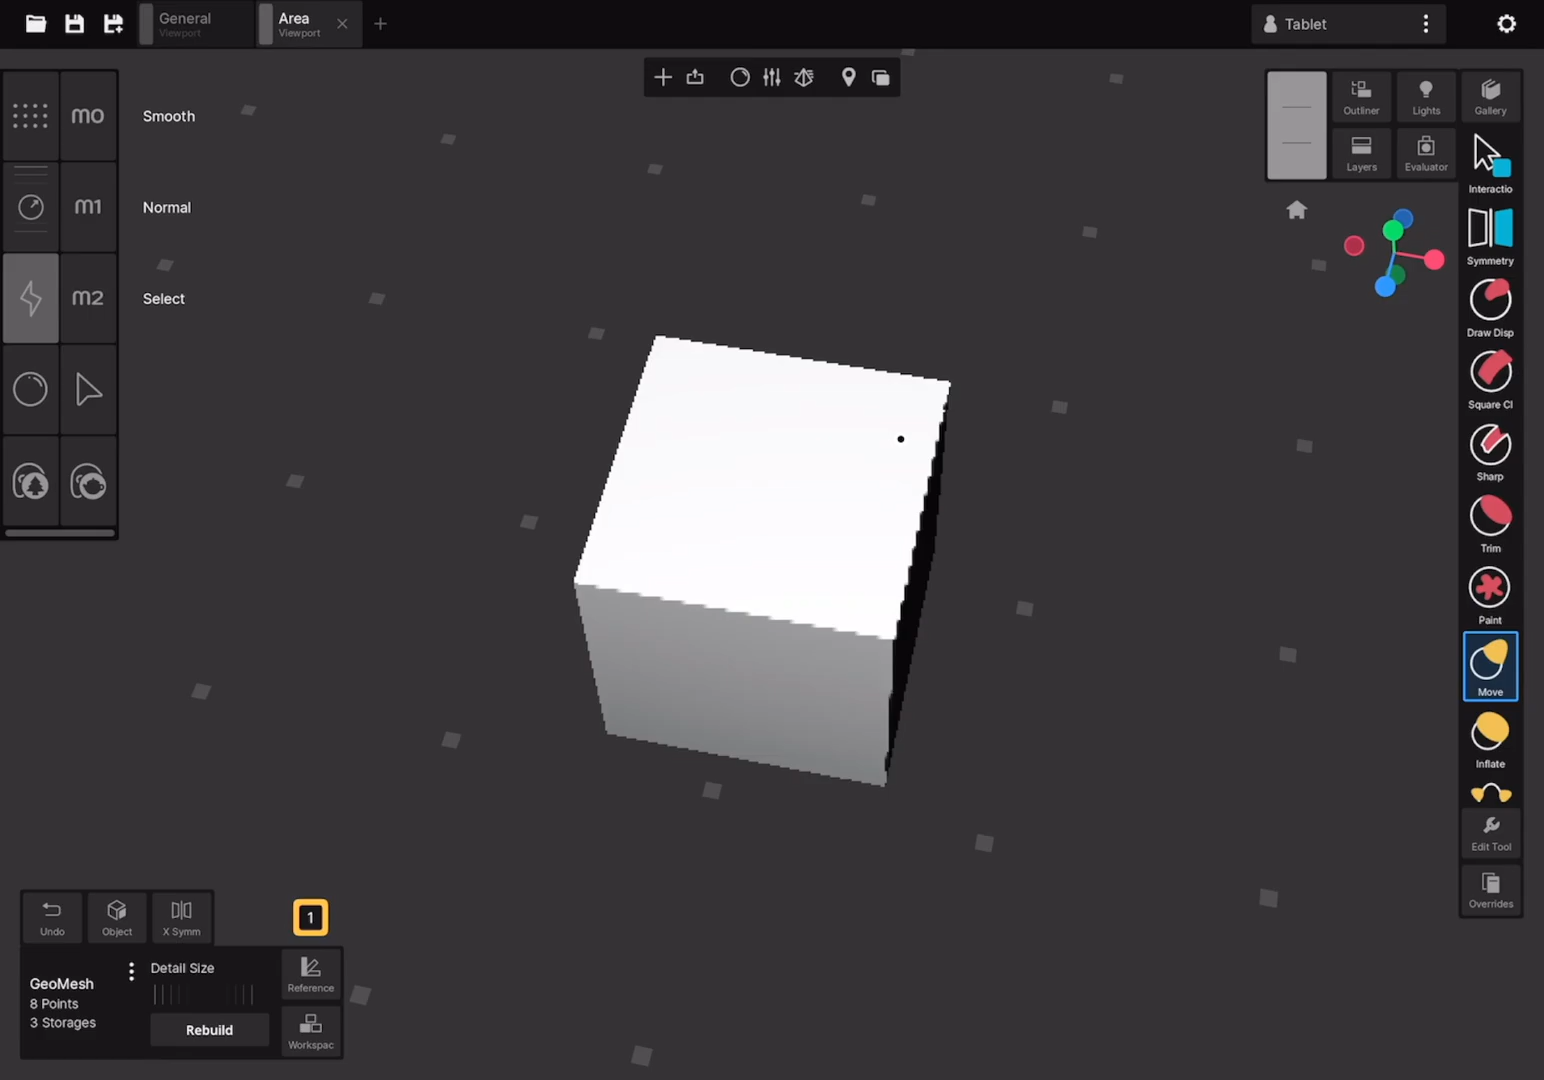 General
Viewport
Area
Viewport
Tablet
m0
Smooth
m1
Normal
m2
Select
Outliner
Lights
Gallery
Layers
Evaluator
Interactio
Symmetry
Draw Disp
Square Cl
Sharp
Trim
Paint
Move
Inflate
Edit Tool
Overrides
Undo
Object
X Symm
1
GeoMesh
8 Points
3 Storages
Detail Size
Rebuild
Reference
Workspac